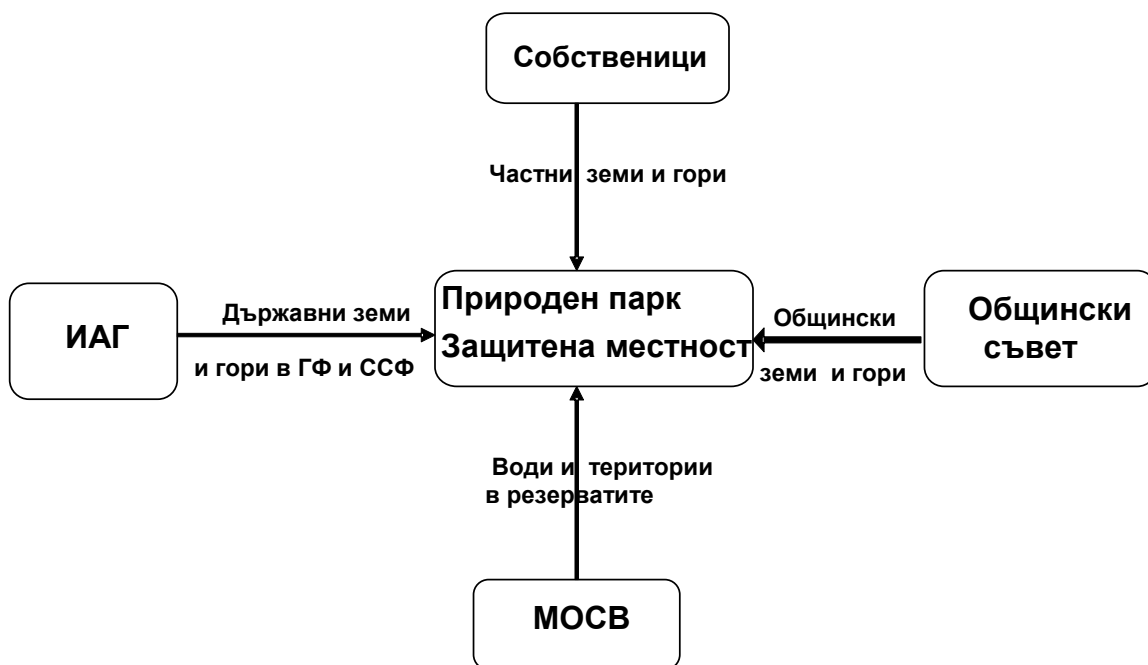 Собственици
Частни земи и гори
ИАГ
Държавни земи
и гори в ГФ и ССФ
Природен парк
Защитена местност
Общински
земи и гори
Общински
съвет
Води и територии
в резерватите
МОСВ